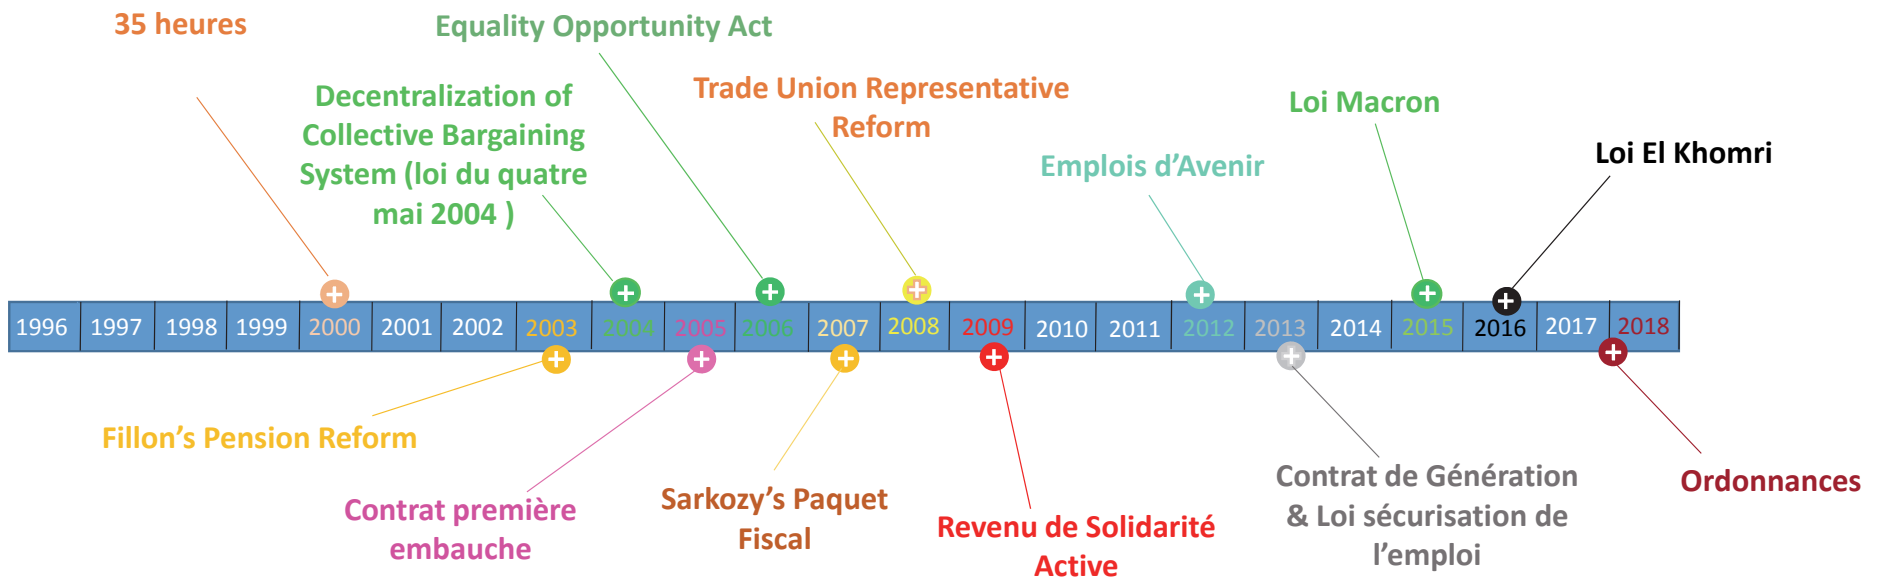 35 heures
Equality Opportunity Act
Decentralization of
Collective Bargaining
System (loi du quatre
mai 2004 )
Trade Union Representative
Reform
Emplois d’Avenir
Loi Macron
Loi El Khomri
1996 1997 1998 1999 2000 2001 2002 2003 2004 2005 2006 2007 2008 2009 2010 2011 2012 2013 2014 2015 2016 2017 2018
Fillon’s Pension Reform
Contrat première
embauche
Sarkozy’s Paquet
Fiscal
Revenu de Solidarité
Active
Contrat de Génération
& Loi sécurisation de
l’emploi
Ordonnances